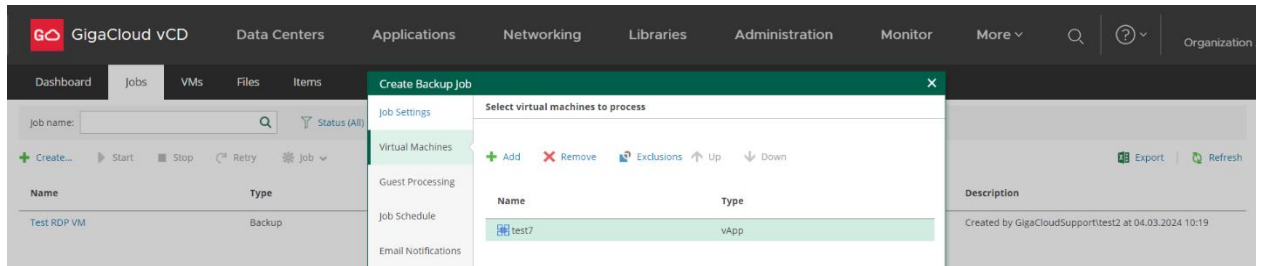 GigaCloud vCD Data Centers Applications Networking Libraries Administration Monitor More Organization
Dashboard Jobs VMs Files Items
Create Backup Job
Job name:
Status (All)
Create... Start Stop Retry Job
Export Refresh
Name Type Description
Test RDP VM Backup Created by GigaCloudSupport\test2 at 04.03.2024 10:19
Job Settings
Virtual Machines
Guest Processing
Job Schedule
Email Notifications
Select virtual machines to process
Add Remove Exclusions Up Down
Name Type
test7 vApp